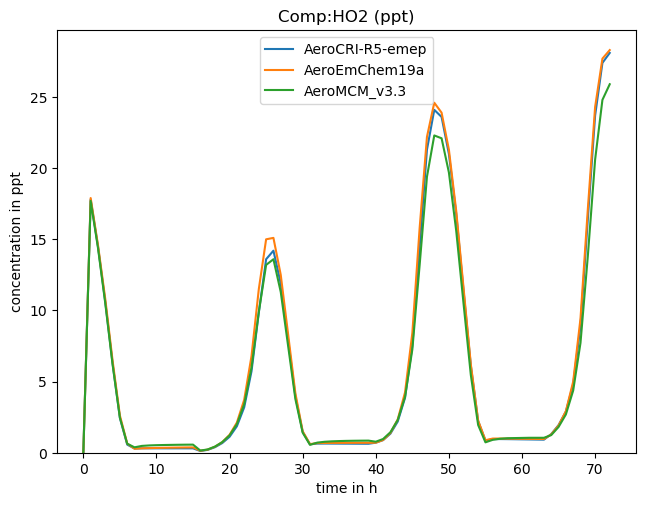 Comp:HO2 (ppt)
AeroCRI-R5-emep
AeroEmChem19a
AeroMCM_v3.3
concentration in ppt
25
20
15
10
5
0
0 10 20 30 40 50 60 70
time in h